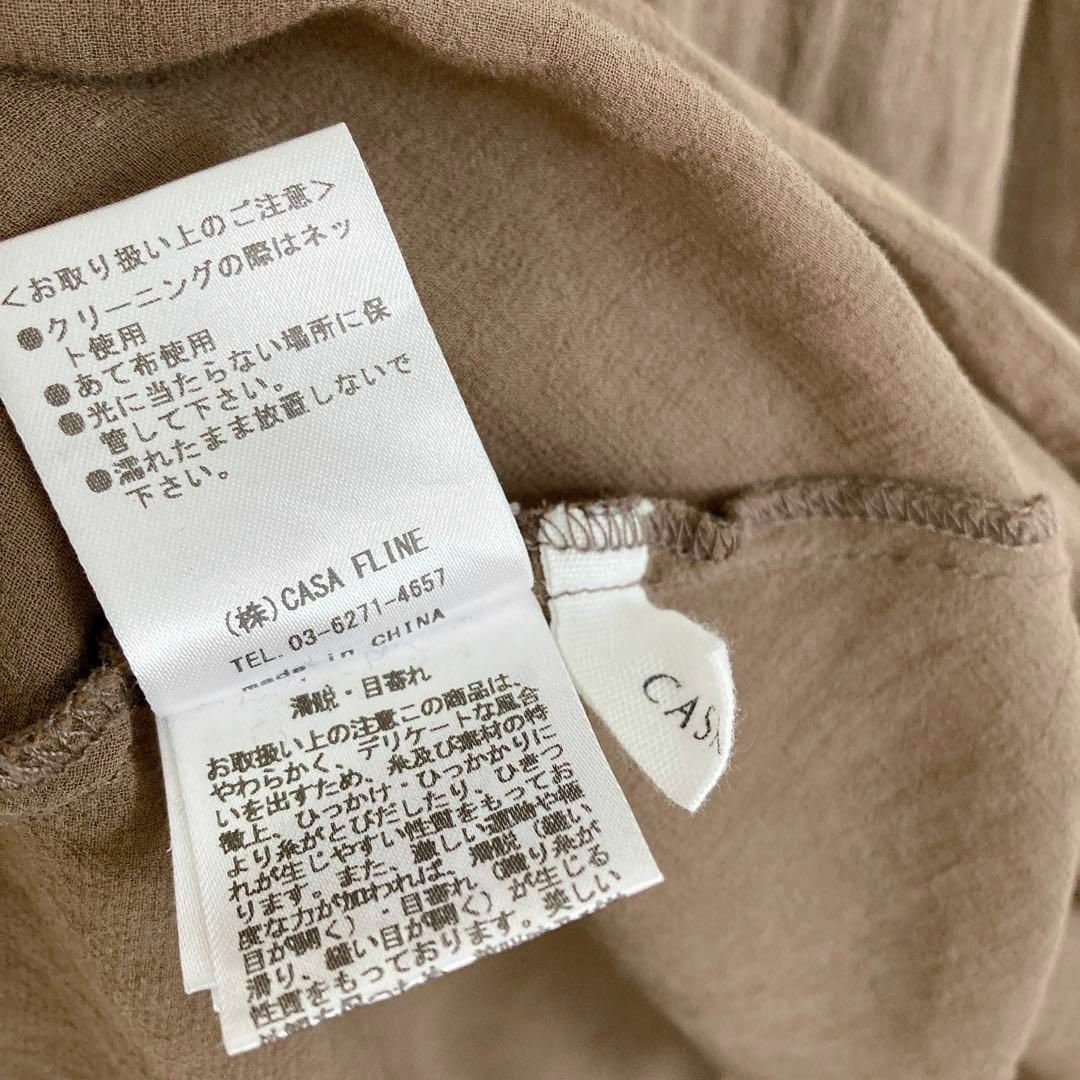 <お取り扱い上のご注意>
●クリーニングの際はネッ
ト使用
●あて布使用
●光に当たらない場所に保
管して下さい。
●濡れたまま放置しないで
下さい。
(株)CASA FLINE
TEL.03-6271-4657
made in CHINA
滑脱・目寄れ
お取扱い上の注意この商品は、
やわらかく、デリケートな風合
いを出すため、糸及び素材の特
徴上、ひっかけ・ひっかかりに
より糸がとびだしたり、ひきつ
れが生じやすい性質をもってお
ります。また、激しい運動や極
度な力が加われば、滑脱(縫い
目が開く)・目寄れ(織り糸が
滑り、縫い目が開く)が生じる
性質をもっております。美しい
CAS